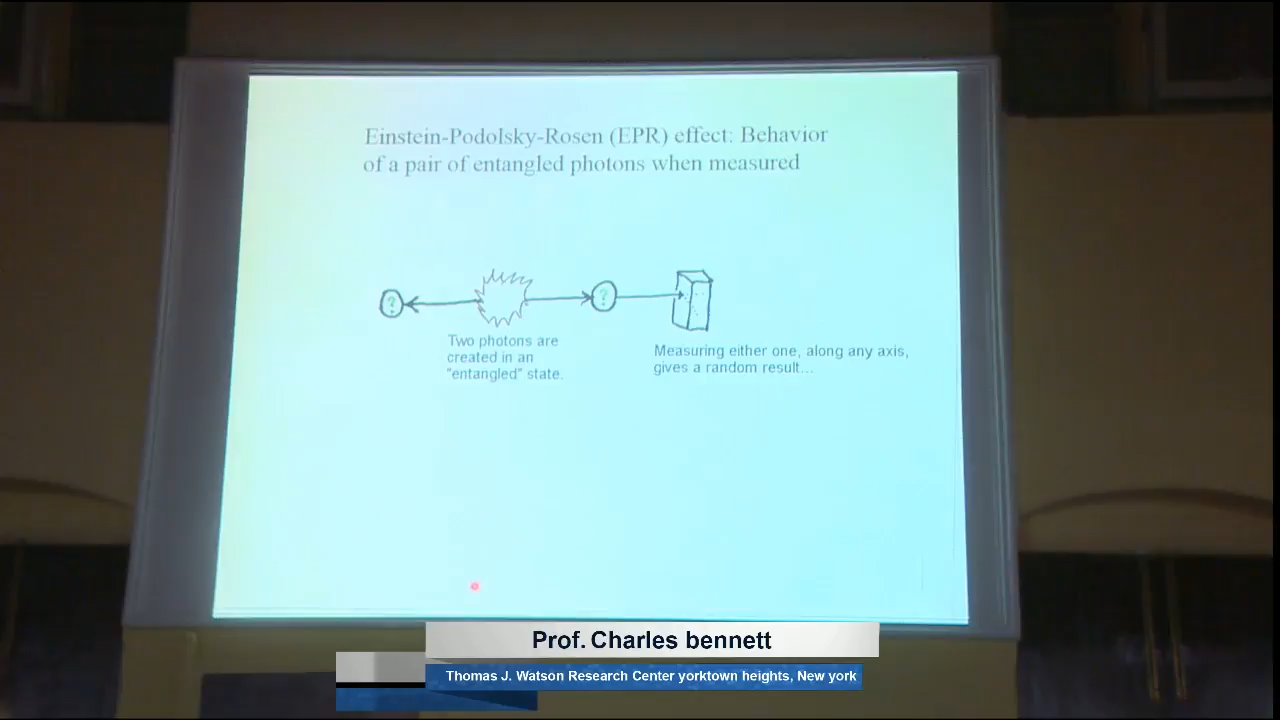 Einstein-Podolsky-Rosen (EPR) effect: Behavior
of a pair of entangled photons when measured
?
?
Two photons are
created in an
"entangled" state.
Measuring either one, along any axis,
gives a random result...
Prof. Charles bennett
Thomas J. Watson Research Center yorktown heights, New york